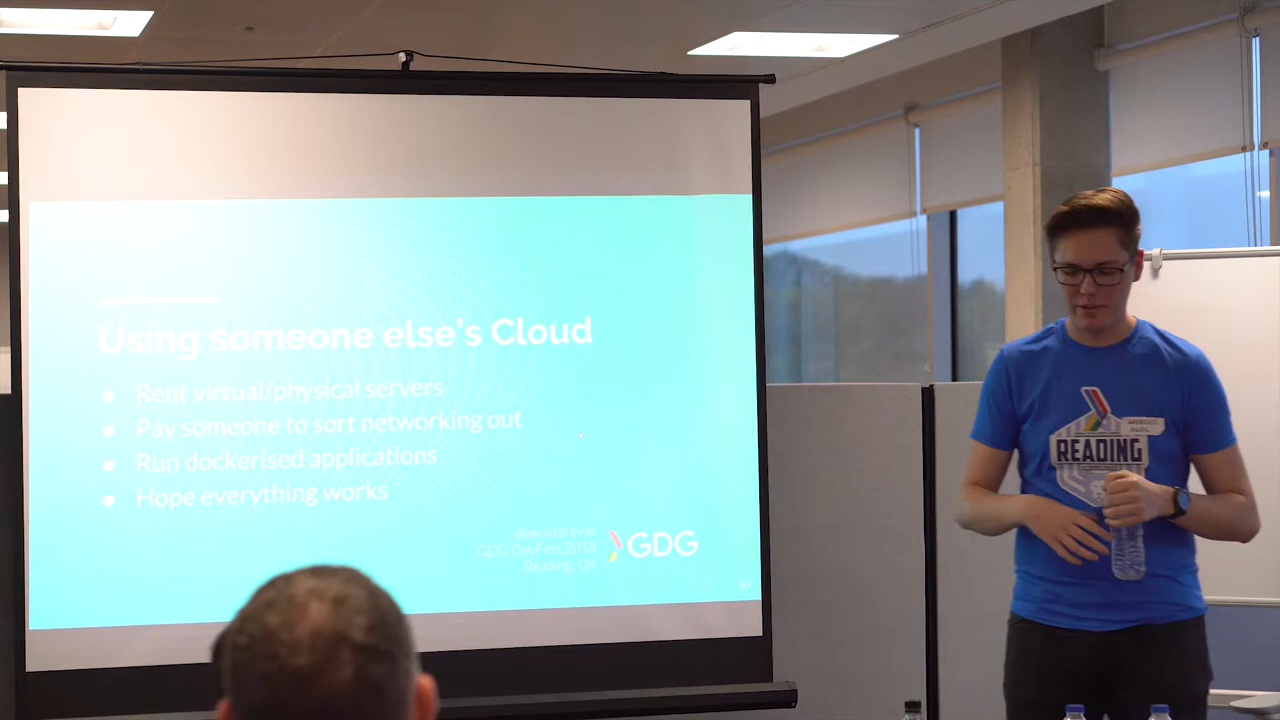 Using someone else's Cloud
Rent virtual/physical servers
Pay someone to sort networking out
Run dockerised applications
Hope everything works
GDG DevFest 2018
Reading, UK
GDG
READING